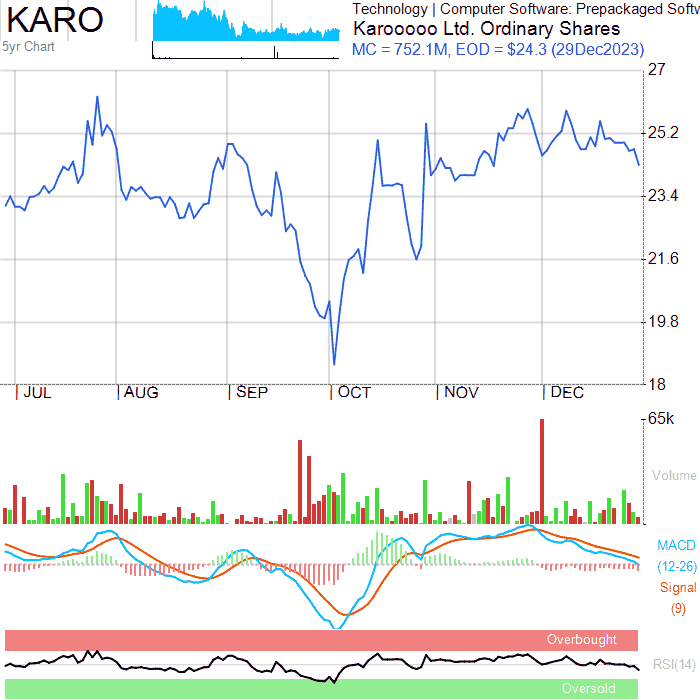 KARO
5yr Chart
Technology | Computer Software: Prepackaged Softw
Karooooo Ltd. Ordinary Shares
MC = 752.1M, EOD = $24.3 (29Dec2023)
27
25.2
23.4
21.6
19.8
18
JUL AUG SEP OCT NOV DEC
65k
Volume
MACD
(12-26)
Signal
(9)
Overbought
RSI(14)
Oversold